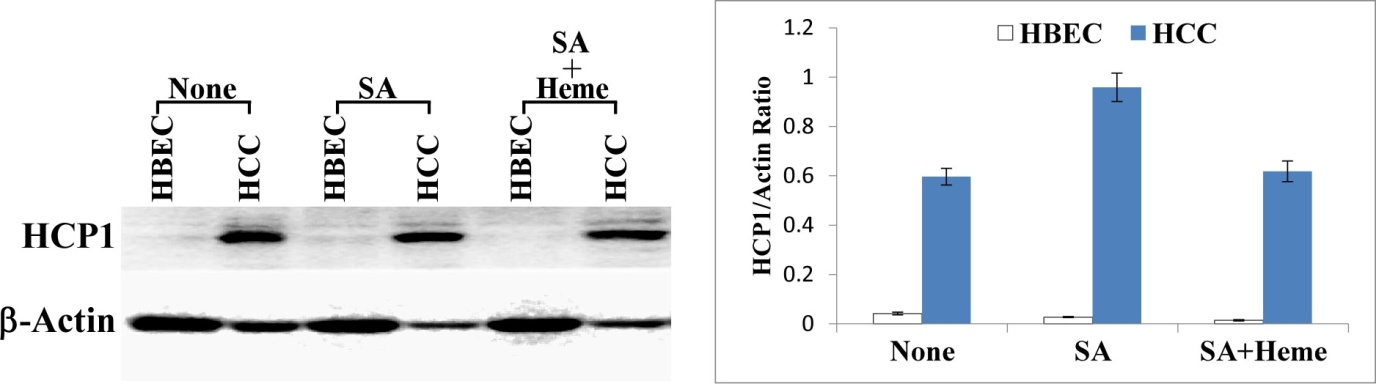 None
SA
SA
+
Heme
HBEC
HCC
HBEC
HCC
HBEC
HCC
HCP1
β-Actin
HBEC HCC
HCP1/Actin Ratio
1.2
1
0.8
0.6
0.4
0.2
0
None SA SA+Heme